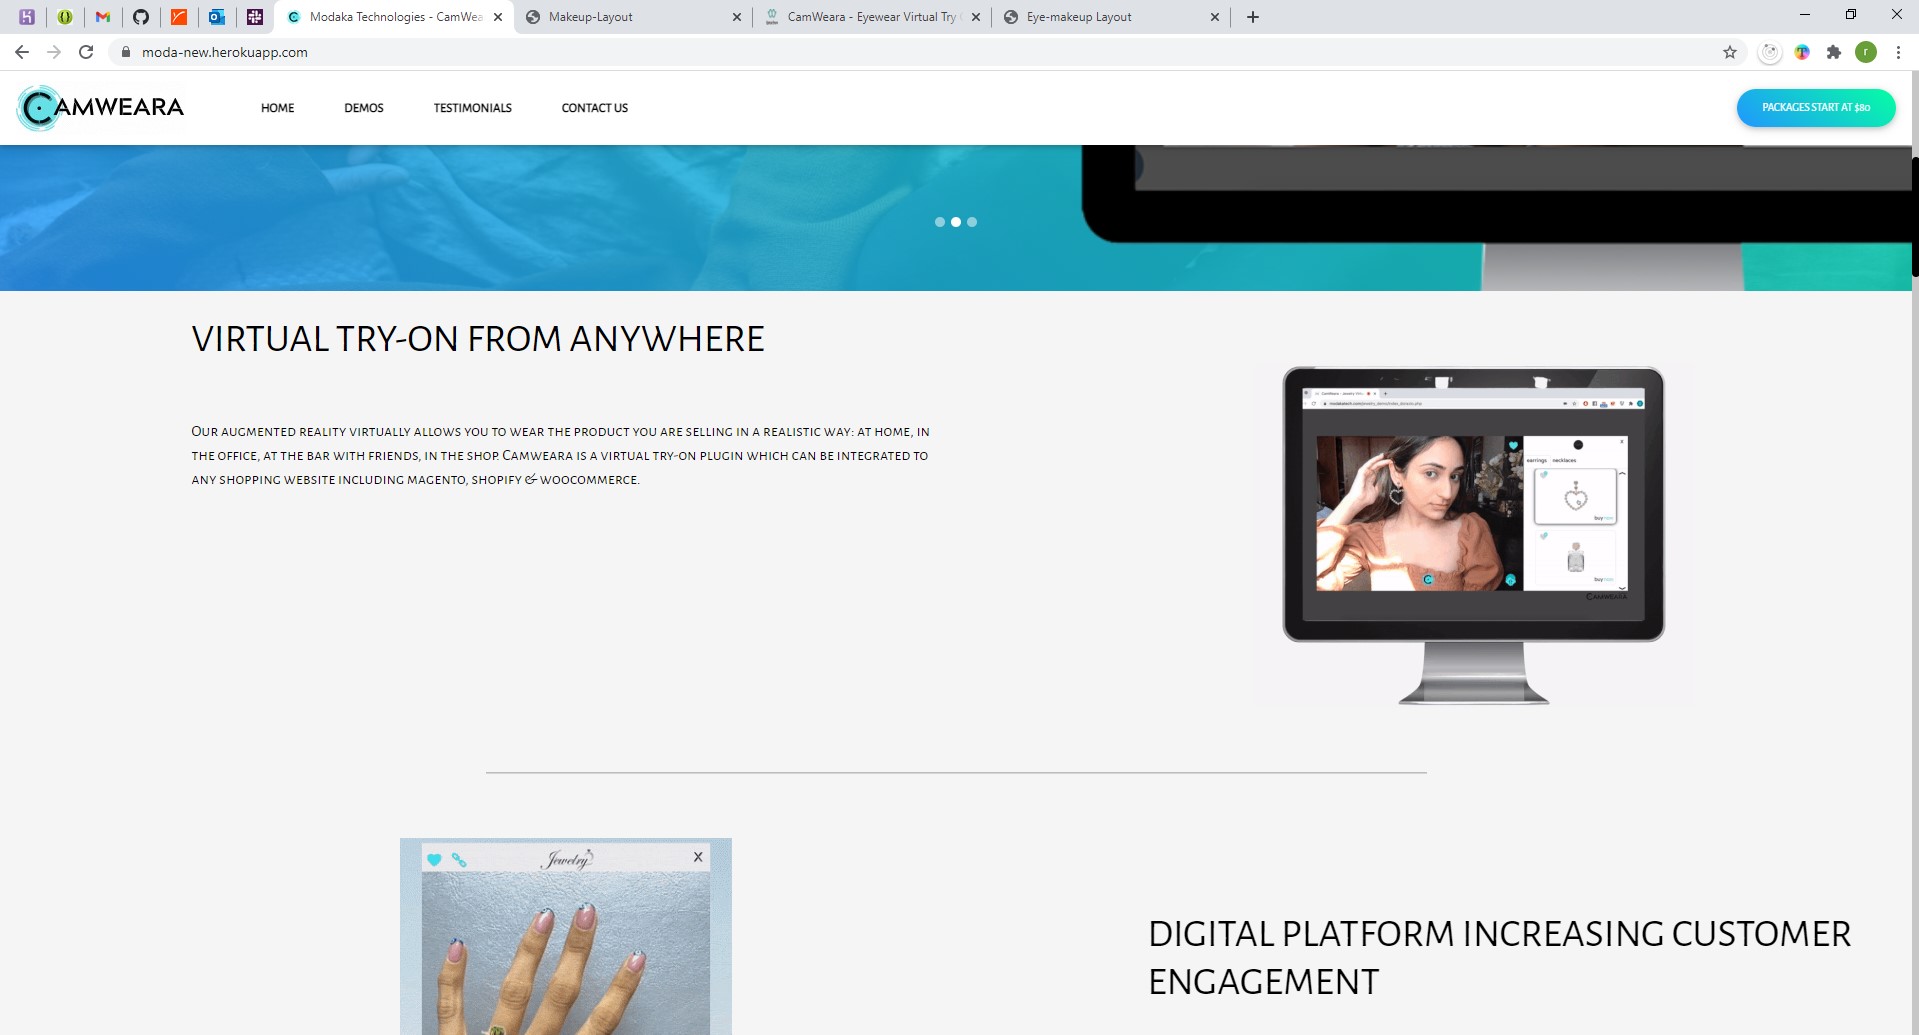 Modaka Technologies - CamWea
Makeup-Layout
CamWeara - Eyewear Virtual Try
Eye-makeup Layout
moda-new.herokuapp.com
r
CAMWEARA
HOME
DEMOS
TESTIMONIALS
CONTACT US
PACKAGES START AT $80
VIRTUAL TRY-ON FROM ANYWHERE
OUR AUGMENTED REALITY VIRTUALLY ALLOWS YOU TO WEAR THE PRODUCT YOU ARE SELLING IN A REALISTIC WAY: AT HOME, IN
THE OFFICE, AT THE BAR WITH FRIENDS, IN THE SHOP. CAMWEARA IS A VIRTUAL TRY-ON PLUGIN WHICH CAN BE INTEGRATED TO
ANY SHOPPING WEBSITE INCLUDING MAGENTO, SHOPIFY & WOOCOMMERCE.
earrings necklaces
buy now
buy now
CAMWEARA
Jewelry
X
DIGITAL PLATFORM INCREASING CUSTOMER
ENGAGEMENT